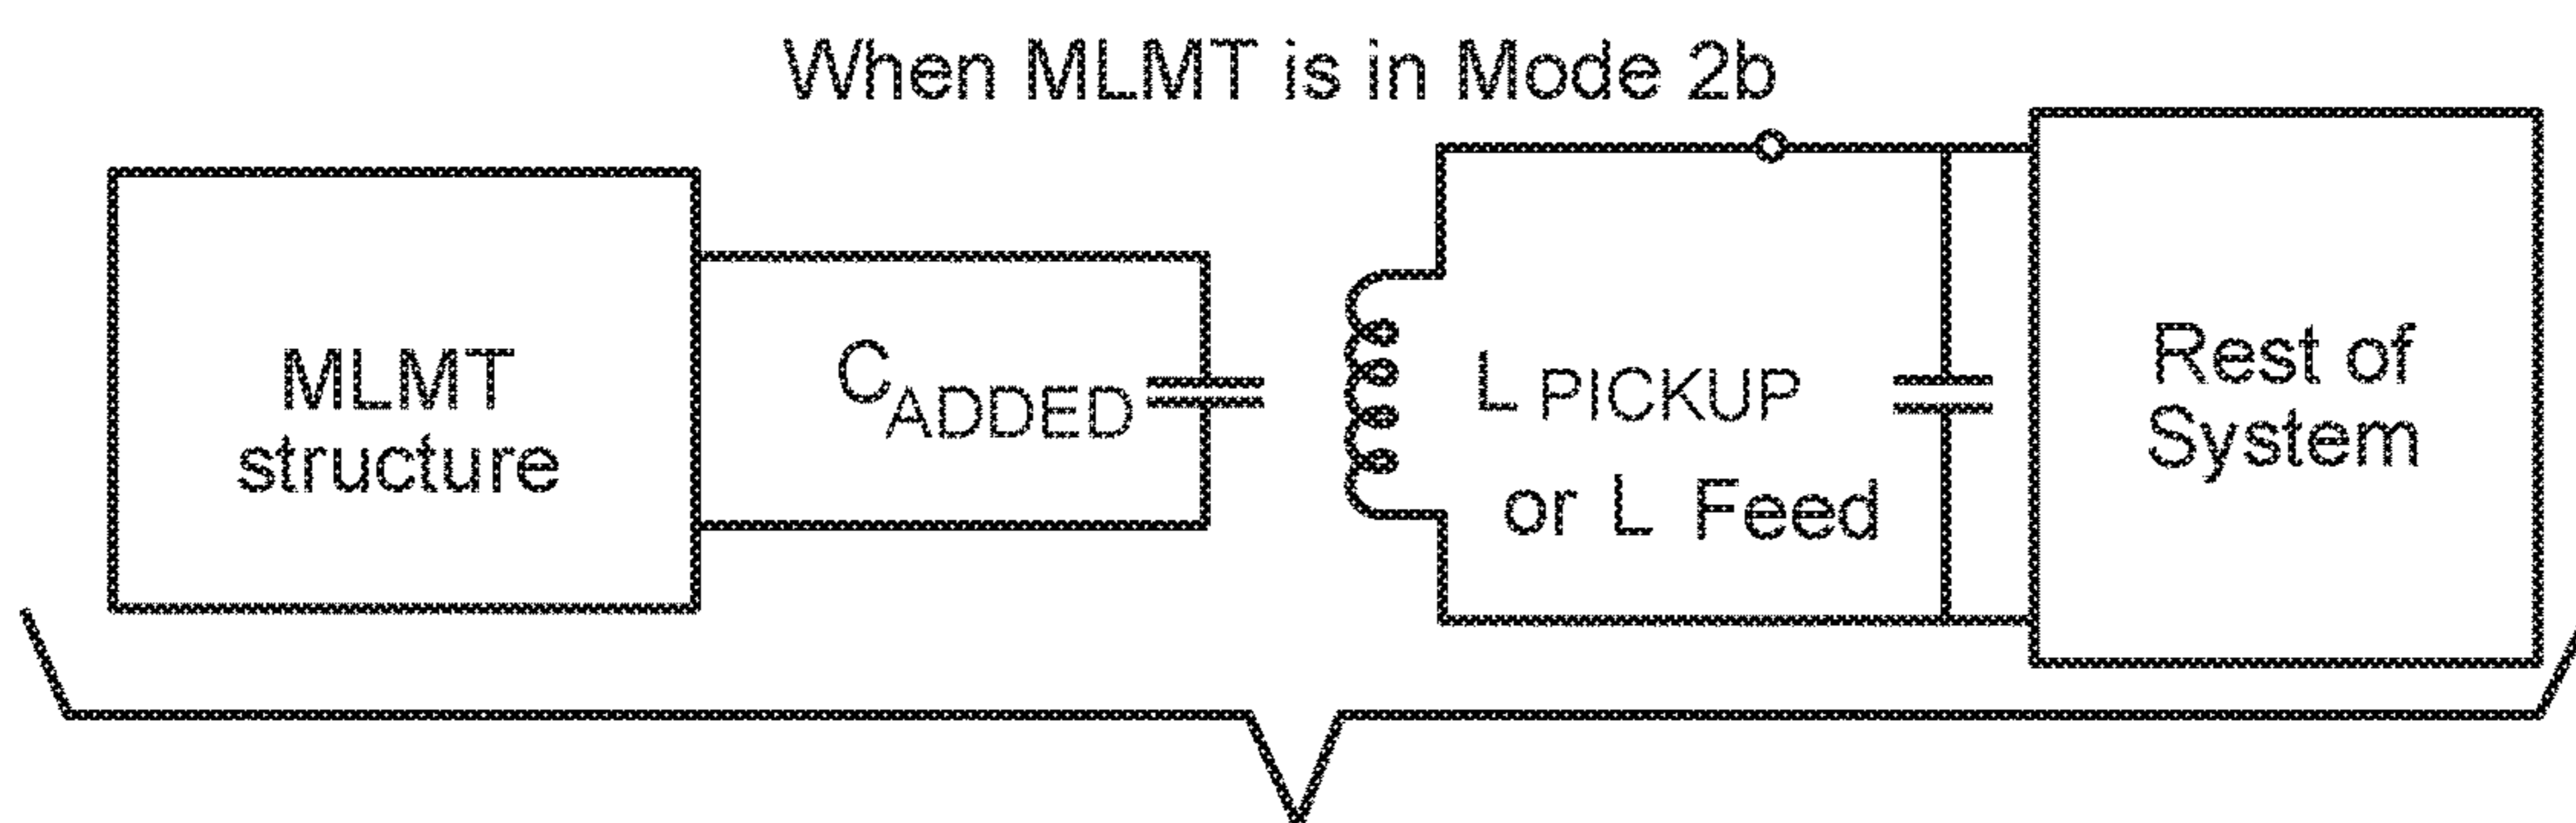 When MLMT is in Mode 2b
MLMT
structure
CADDED
L PICKUP
or L Feed
Rest of
System